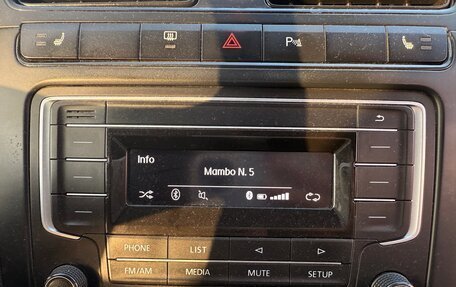 P
Info
Mambo N. 5
PHONE LIST
FM/AM MEDIA MUTE SETUP